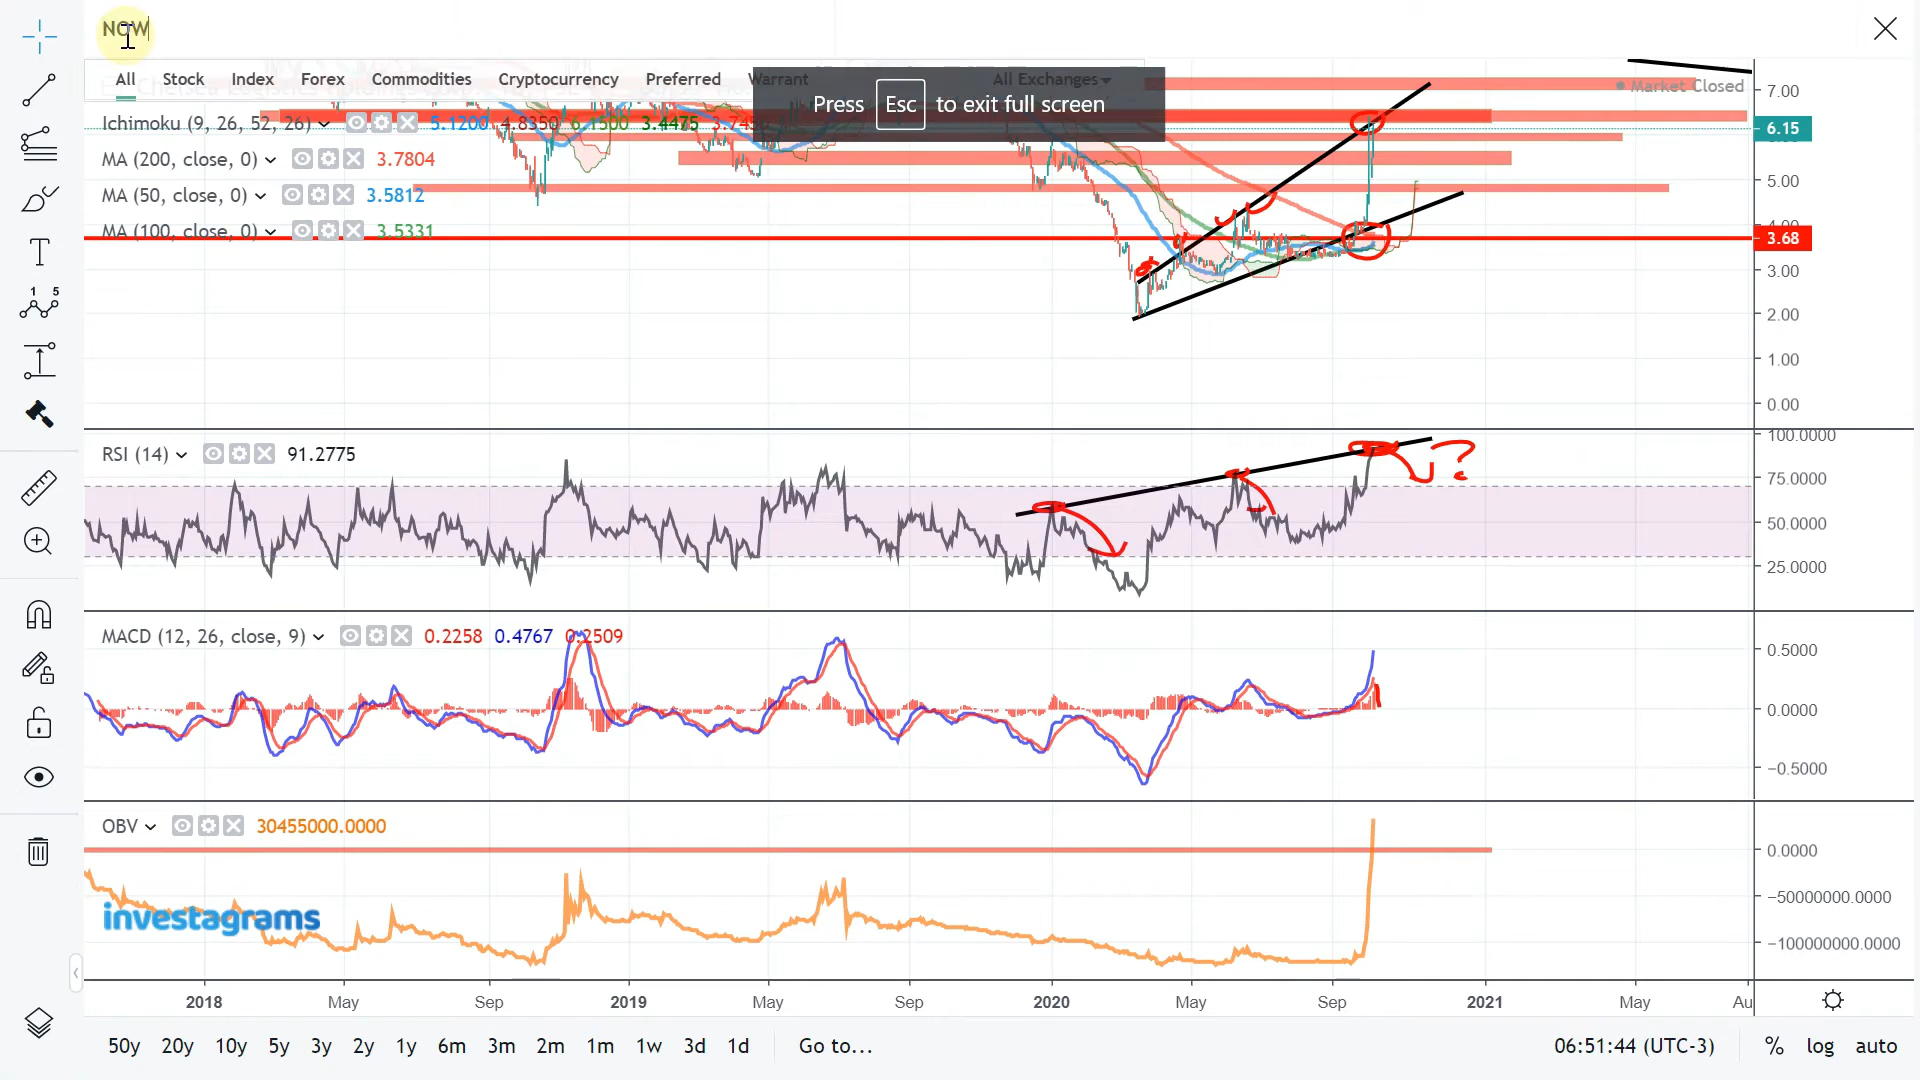 NOW
All Stock Index Forex Commodities Cryptocurrency Preferred Warrant All Exchanges
Press Esc to exit full screen
Market Closed
Ichimoku (9, 26, 52, 26) 5.1200 4.8350 6.1500 3.4475
MA (200, close, 0) 3.7804
MA (50, close, 0) 3.5812
MA (100, close, 0) 3.5331
7.00
6.15
5.00
3.68
3.00
2.00
1.00
0.00
RSI (14) 91.2775
?
100.0000
75.0000
50.0000
25.0000
MACD (12, 26, close, 9) 0.2258 0.4767 0.2509
0.5000
0.0000
−0.5000
OBV 30455000.0000
0.0000
−50000000.0000
−100000000.0000
investagrams
2018 May Sep 2019 May Sep 2020 May Sep 2021 May Au
50y 20y 10y 5y 3y 2y 1y 6m 3m 2m 1m 1w 3d 1d Go to... 06:51:44 (UTC-3) % log auto
T
1 5